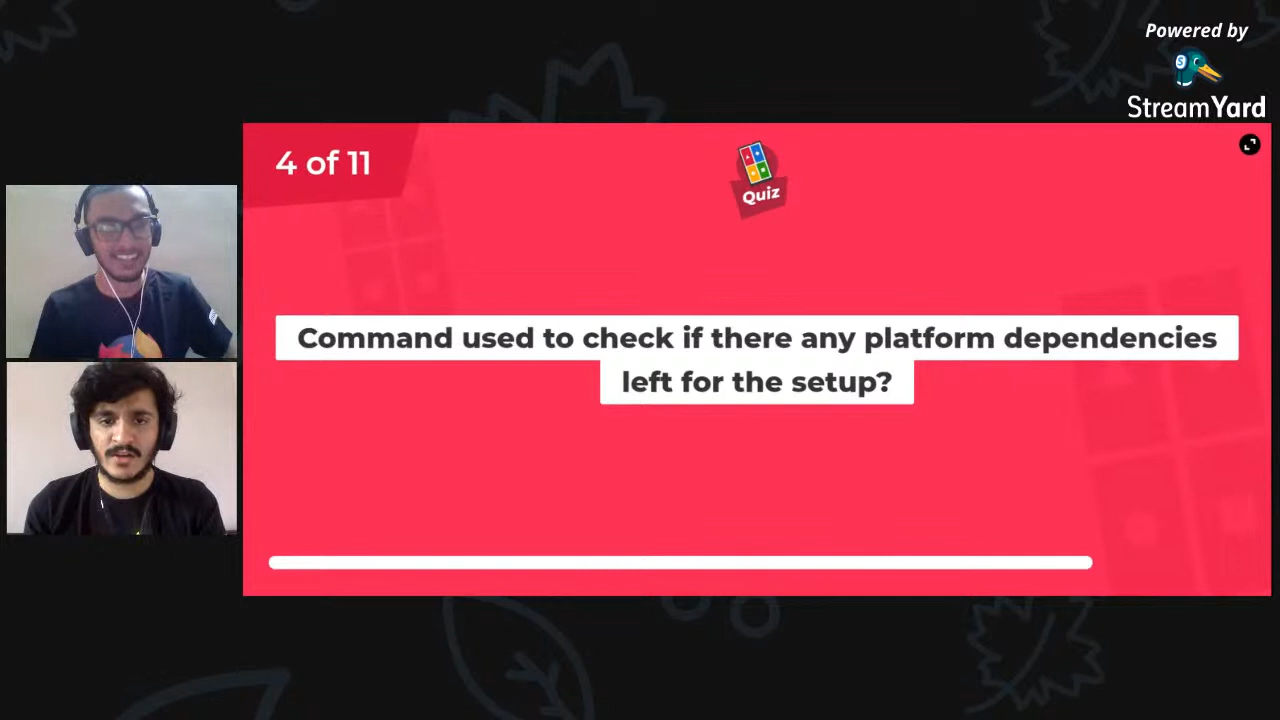 Powered by
StreamYard
4 of 11
Quiz
Command used to check if there any platform dependencies
left for the setup?